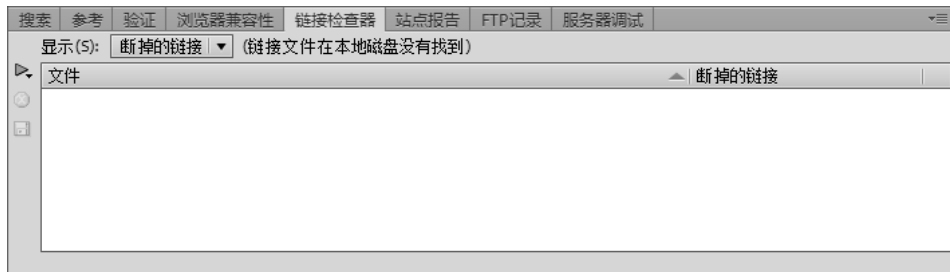 搜索 参考 验证 浏览器兼容性 链接检查器 站点报告 FTP记录 服务器调试
显示(S): 断掉的链接 (链接文件在本地磁盘没有找到)
文件 断掉的链接